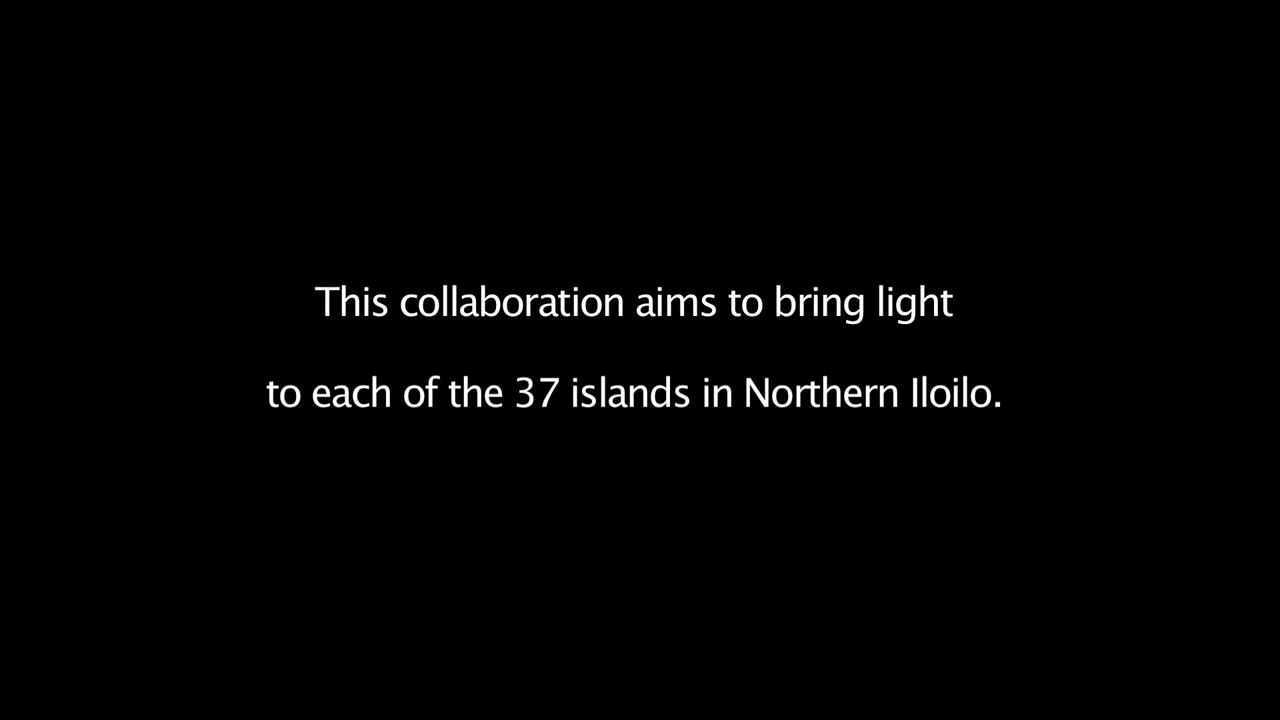 This collaboration aims to bring light
to each of the 37 islands in Northern Iloilo.